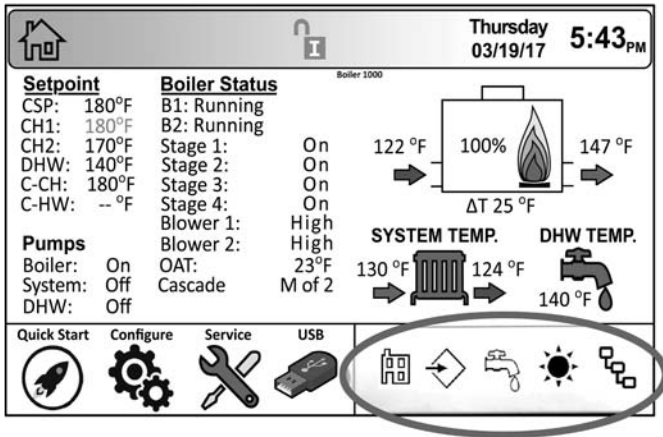 I
Thursday
03/19/17
5:43PM
Boiler 1000
Setpoint
CSP: 180°F
CH1: 180°F
CH2: 170°F
DHW: 140°F
C-CH: 180°F
C-HW: -- °F
Pumps
Boiler: On
System: Off
DHW: Off
Boiler Status
B1: Running
B2: Running
Stage 1: On
Stage 2: On
Stage 3: On
Stage 4: On
Blower 1: High
Blower 2: High
OAT: 23°F
Cascade M of 2
122 °F
100%
147 °F
ΔT 25 °F
SYSTEM TEMP.
130 °F
124 °F
DHW TEMP.
140 °F
Quick Start
Configure
Service
USB